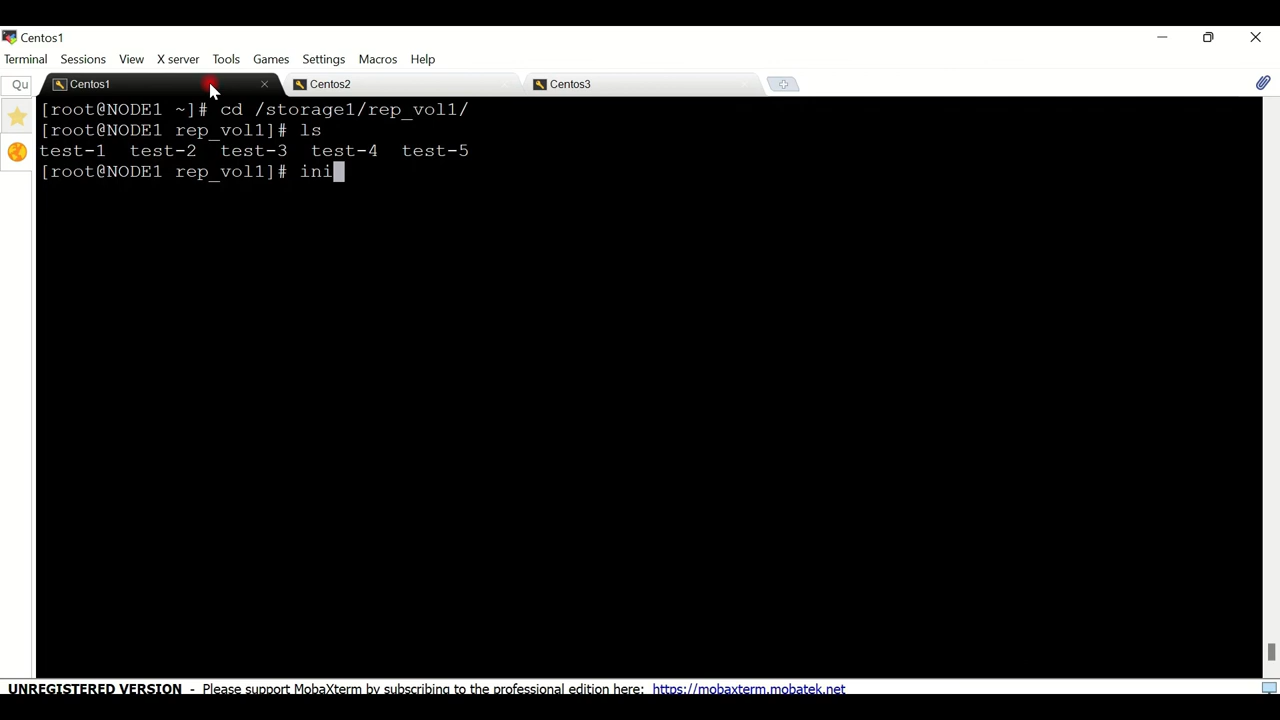 Centos1
Terminal Sessions View X server Tools Games Settings Macros Help
Qu Centos1 Centos2 Centos3
[root@NODE1 ~]# cd /storage1/rep_vol1/
[root@NODE1 rep_vol1]# ls
test-1 test-2 test-3 test-4 test-5
[root@NODE1 rep_vol1]# ini
UNREGISTERED VERSION - Please support MobaXterm by subscribing to the professional edition here: https://mobaxterm.mobatek.net